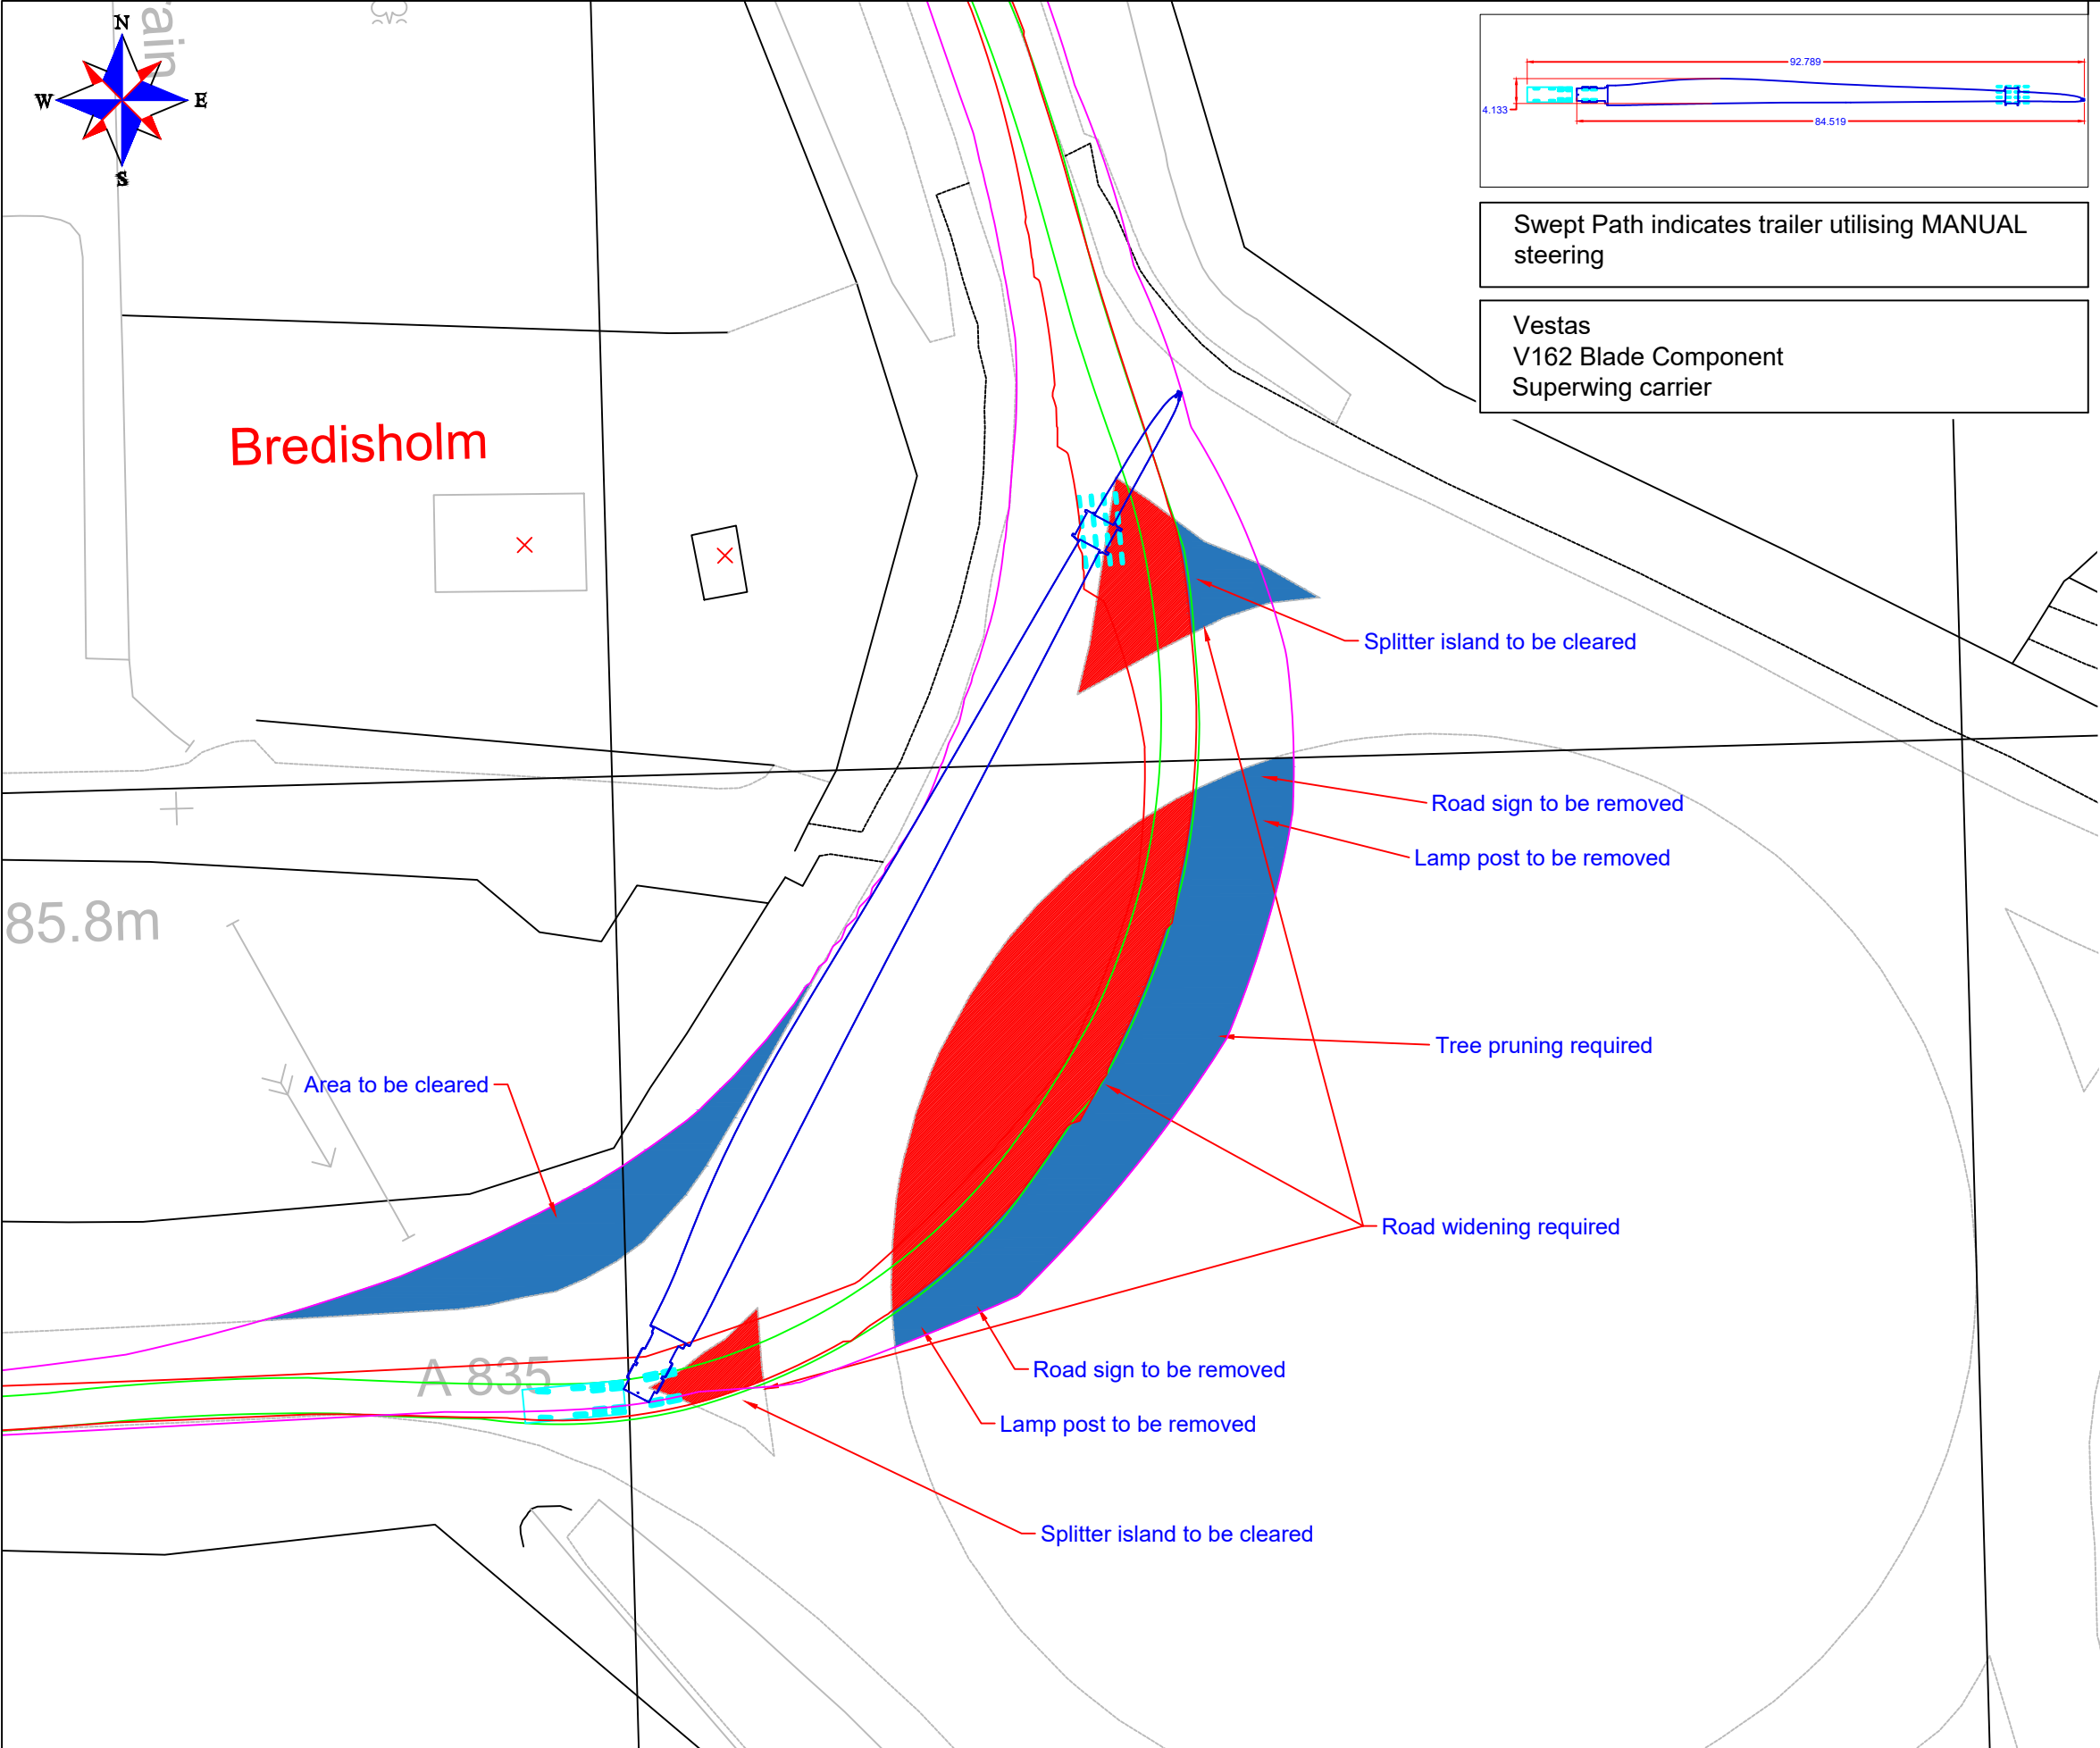 N
W
E
S
ain
92.789
4.133
84.519
Swept Path indicates trailer utilising MANUAL
steering
Vestas
V162 Blade Component
Superwing carrier
Bredisholm
Splitter island to be cleared
Road sign to be removed
Lamp post to be removed
85.8m
Tree pruning required
Area to be cleared
Road widening required
A 835
Road sign to be removed
Lamp post to be removed
Splitter island to be cleared